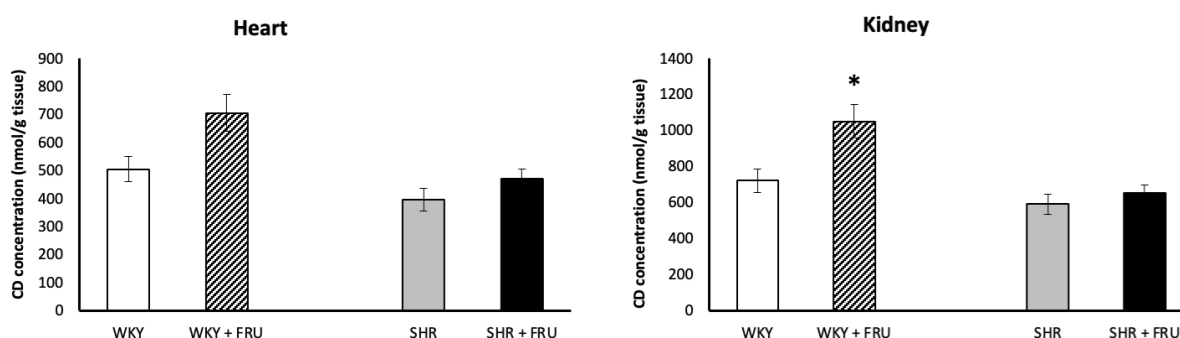 Heart
CD concentration (nmol/g tissue)
900
800
700
600
500
400
300
200
100
0
WKY
WKY + FRU
SHR
SHR + FRU
Kidney
CD concentration (nmol/g tissue)
1400
1200
1000
800
600
400
200
0
*
WKY
WKY + FRU
SHR
SHR + FRU